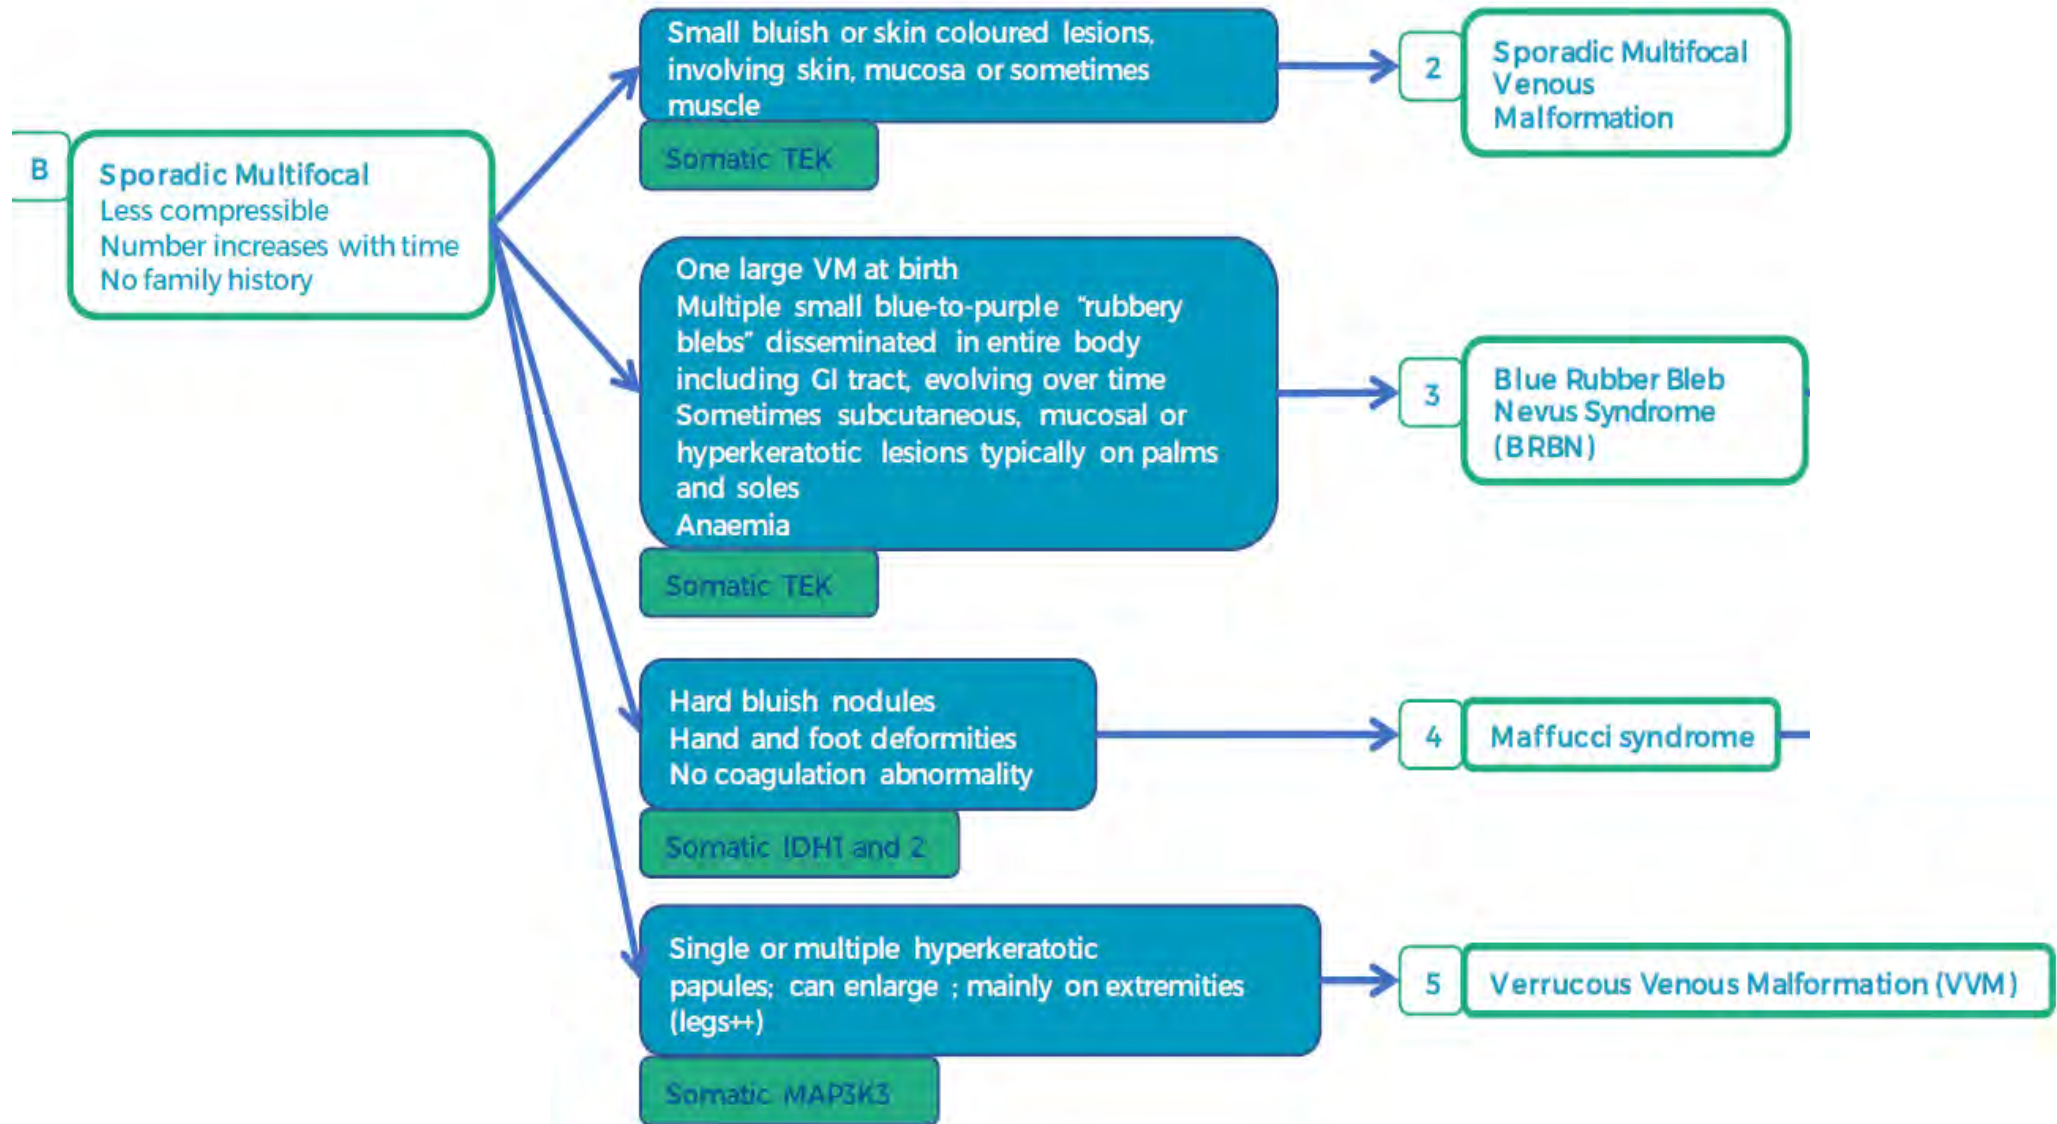 B
Sporadic Multifocal
Less compressible
Number increases with time
No family history
Small bluish or skin coloured lesions,
involving skin, mucosa or sometimes
muscle
Somatic TEK
2
Sporadic Multifocal
Venous
Malformation
One large VM at birth
Multiple small blue-to-purple “rubbery
blebs” disseminated in entire body
including GI tract, evolving over time
Sometimes subcutaneous, mucosal or
hyperkeratotic lesions typically on palms
and soles
Anaemia
Somatic TEK
3
Blue Rubber Bleb
Nevus Syndrome
(BRBN)
Hard bluish nodules
Hand and foot deformities
No coagulation abnormality
Somatic IDH1 and 2
4
Maffucci syndrome
Single or multiple hyperkeratotic
papules; can enlarge ; mainly on extremities
(legs++)
Somatic MAP3K3
5
Verrucous Venous Malformation (VVM)